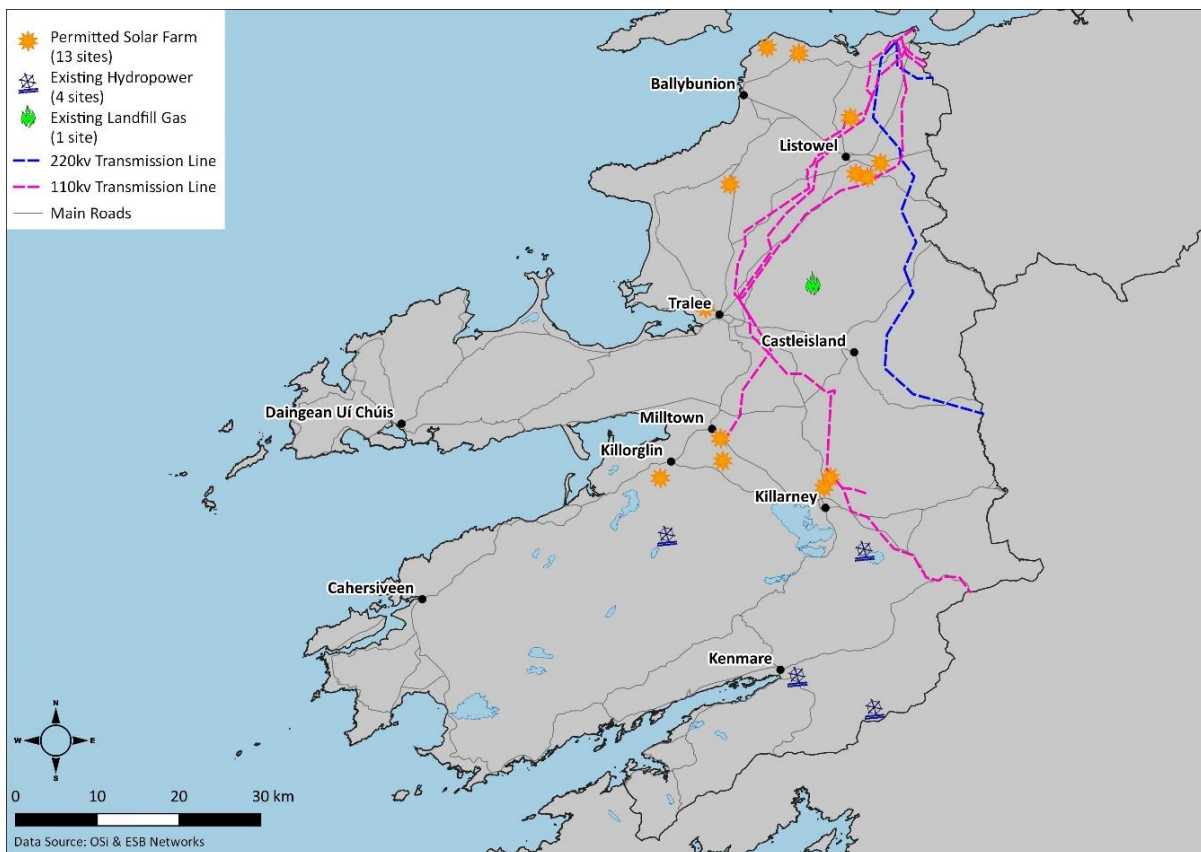 Permitted Solar Farm
(13 sites)
Existing Hydropower
(4 sites)
Existing Landfill Gas
(1 site)
220kv Transmission Line
110kv Transmission Line
Main Roads
Ballybunion
Listowel
Tralee
Castleisland
Daingean Uí Chúis
Milltown
Killorglin
Killarney
Cahersiveen
Kenmare
N
W E
S
0 10 20 30 km
Data Source: OSi & ESB Networks